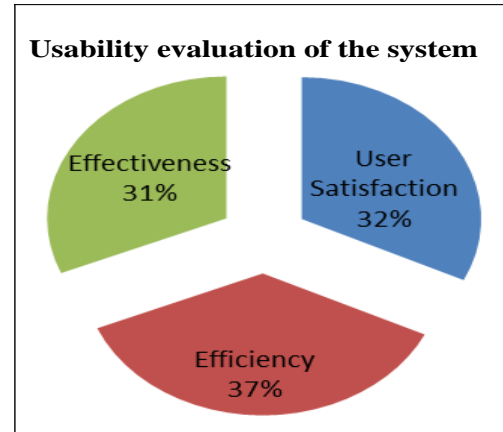 Usability evaluation of the system
Effectiveness
31%
User
Satisfaction
32%
Efficiency
37%